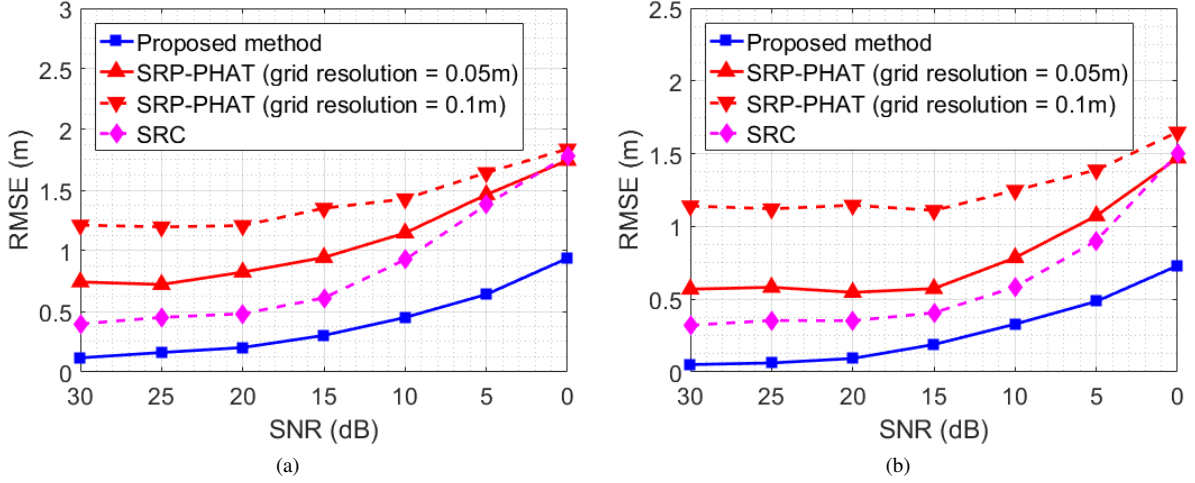 3
2.5
2
1.5
1
0.5
0
RMSE (m)
Proposed method
SRP-PHAT (grid resolution = 0.05m)
SRP-PHAT (grid resolution = 0.1m)
SRC
30 25 20 15 10 5 0
SNR (dB)
(a)
2.5
2
1.5
1
0.5
0
RMSE (m)
Proposed method
SRP-PHAT (grid resolution = 0.05m)
SRP-PHAT (grid resolution = 0.1m)
SRC
30 25 20 15 10 5 0
SNR (dB)
(b)